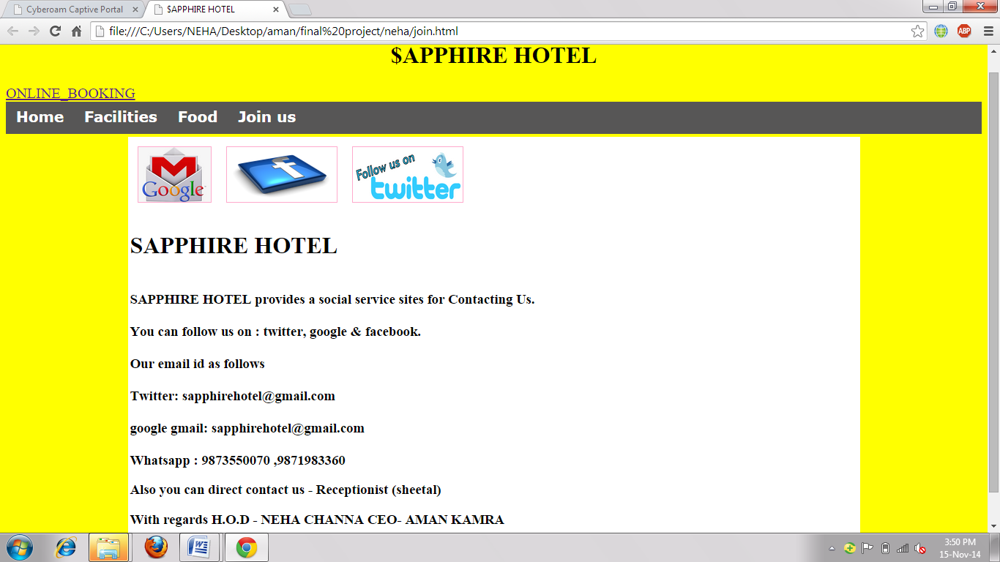 Cyberoam Captive Portal
$APPHIRE HOTEL
file:///C:/Users/NEHA/Desktop/aman/final%20project/neha/join.html
ABP
$APPHIRE HOTEL
ONLINE_BOOKING
Home Facilities Food Join us
Google
f
Follow us on
twitter
SAPPHIRE HOTEL
SAPPHIRE HOTEL provides a social service sites for Contacting Us.
You can follow us on : twitter, google & facebook.
Our email id as follows
Twitter: sapphirehotel@gmail.com
google gmail: sapphirehotel@gmail.com
Whatsapp : 9873550070 ,9871983360
Also you can direct contact us - Receptionist (sheetal)
With regards H.O.D - NEHA CHANNA CEO- AMAN KAMRA
3:50 PM
15-Nov-14